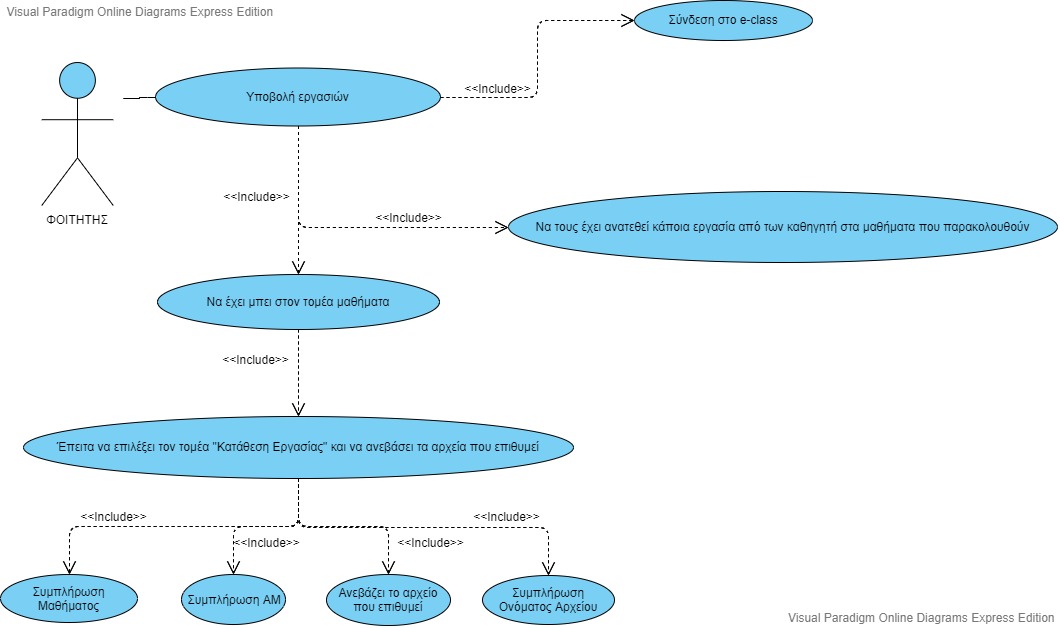 Visual Paradigm Online Diagrams Express Edition
Σύνδεση στο e-class
<<Include>>
Υποβολή εργασιών
<<Include>>
ΦΟΙΤΗΤΗΣ
<<Include>>
Να τους έχει ανατεθεί κάποια εργασία από των καθηγητή στα μαθήματα που παρακολουθούν
Να έχει μπει στον τομέα μαθήματα
<<Include>>
Έπειτα να επιλέξει τον τομέα "Κατάθεση Εργασίας" και να ανεβάσει τα αρχεία που επιθυμεί
<<Include>>
<<Include>>
<<Include>>
<<Include>>
Συμπλήρωση
Μαθήματος
Συμπλήρωση ΑΜ
Ανεβάζει το αρχείο
που επιθυμεί
Συμπλήρωση
Ονόματος Αρχείου
Visual Paradigm Online Diagrams Express Edition